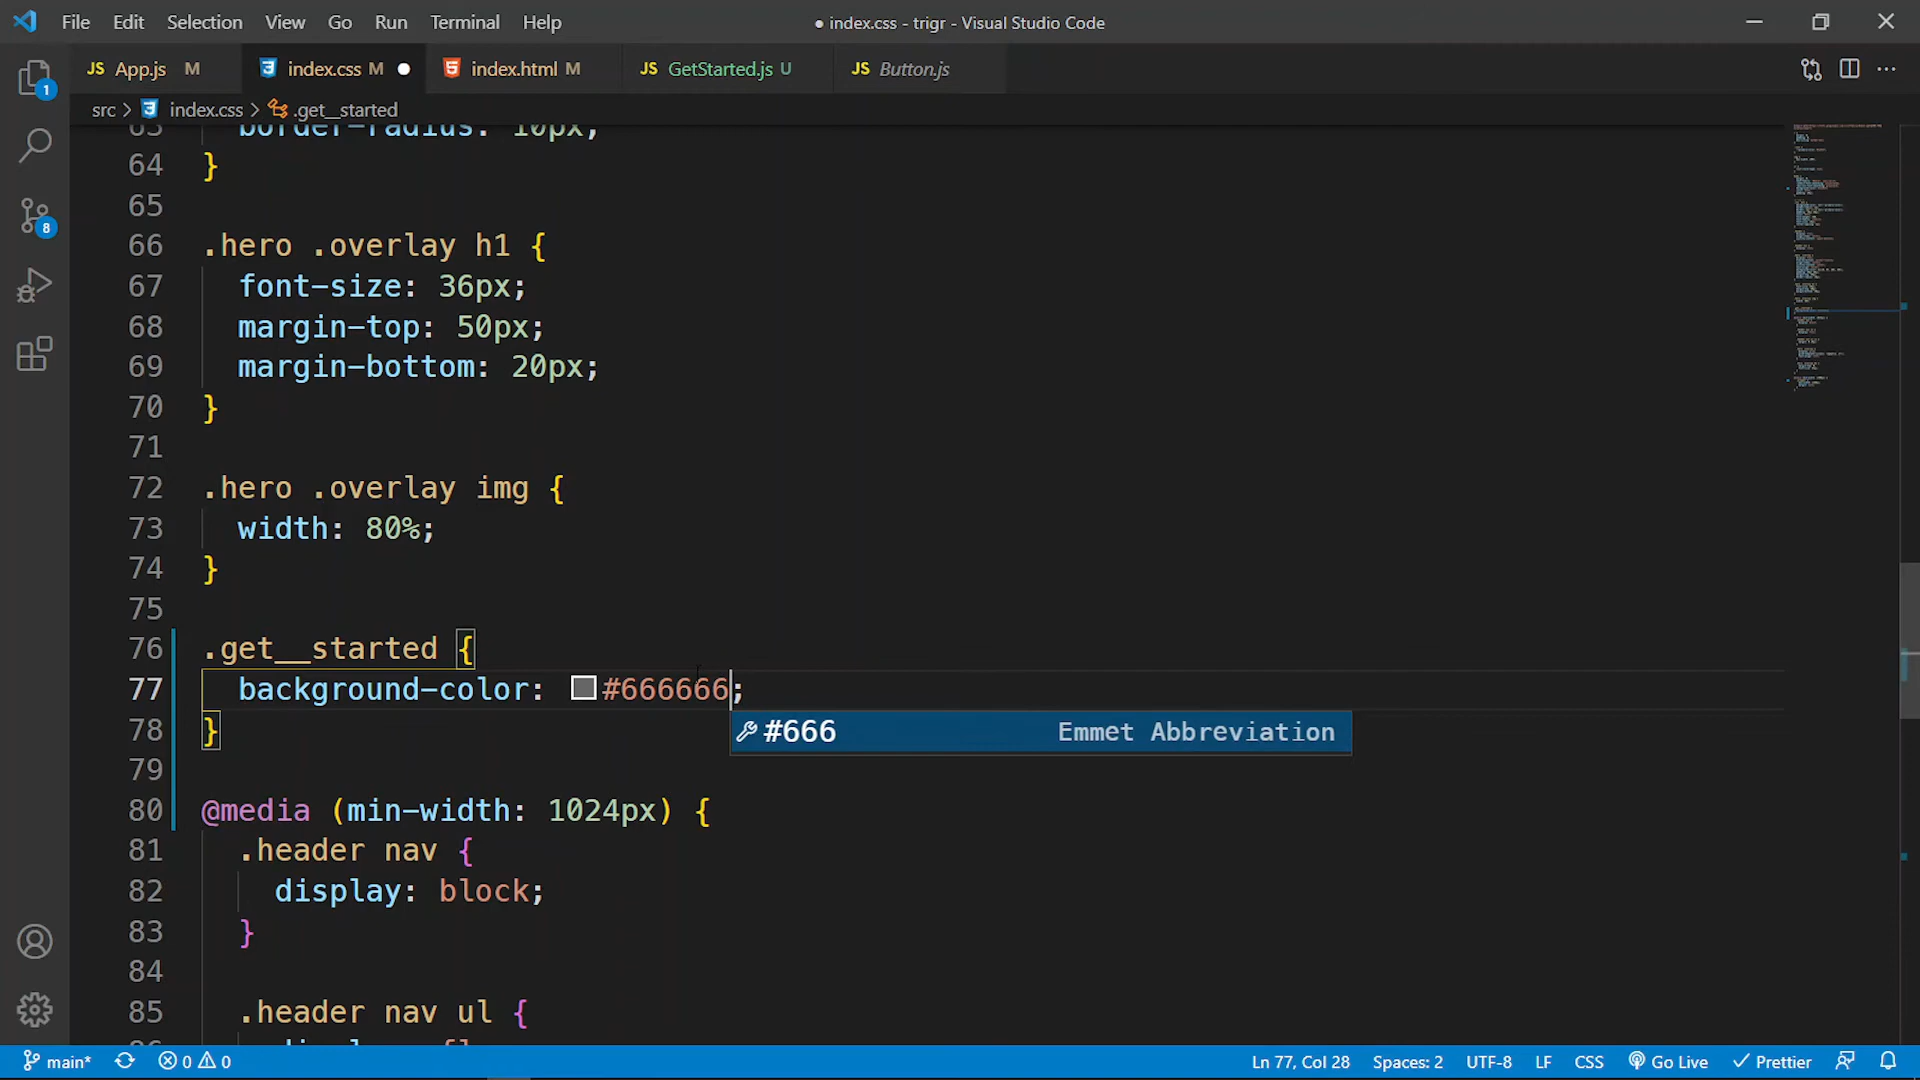 File Edit Selection View Go Run Terminal Help ● index.css - trigr - Visual Studio Code
JS App.js M index.css M ● index.html M JS GetStarted.js U JS Button.js
src > index.css > .get__started
63 border-radius: 10px;
64 }
65
66 .hero .overlay h1 {
67 font-size: 36px;
68 margin-top: 50px;
69 margin-bottom: 20px;
70 }
71
72 .hero .overlay img {
73 width: 80%;
74 }
75
76 .get__started {
77 background-color: #666666;
78 }
#666 Emmet Abbreviation
79
80 @media (min-width: 1024px) {
81 .header nav {
82 display: block;
83 }
84
85 .header nav ul {
1
8
main* 0 0 Ln 77, Col 28 Spaces: 2 UTF-8 LF CSS Go Live Prettier